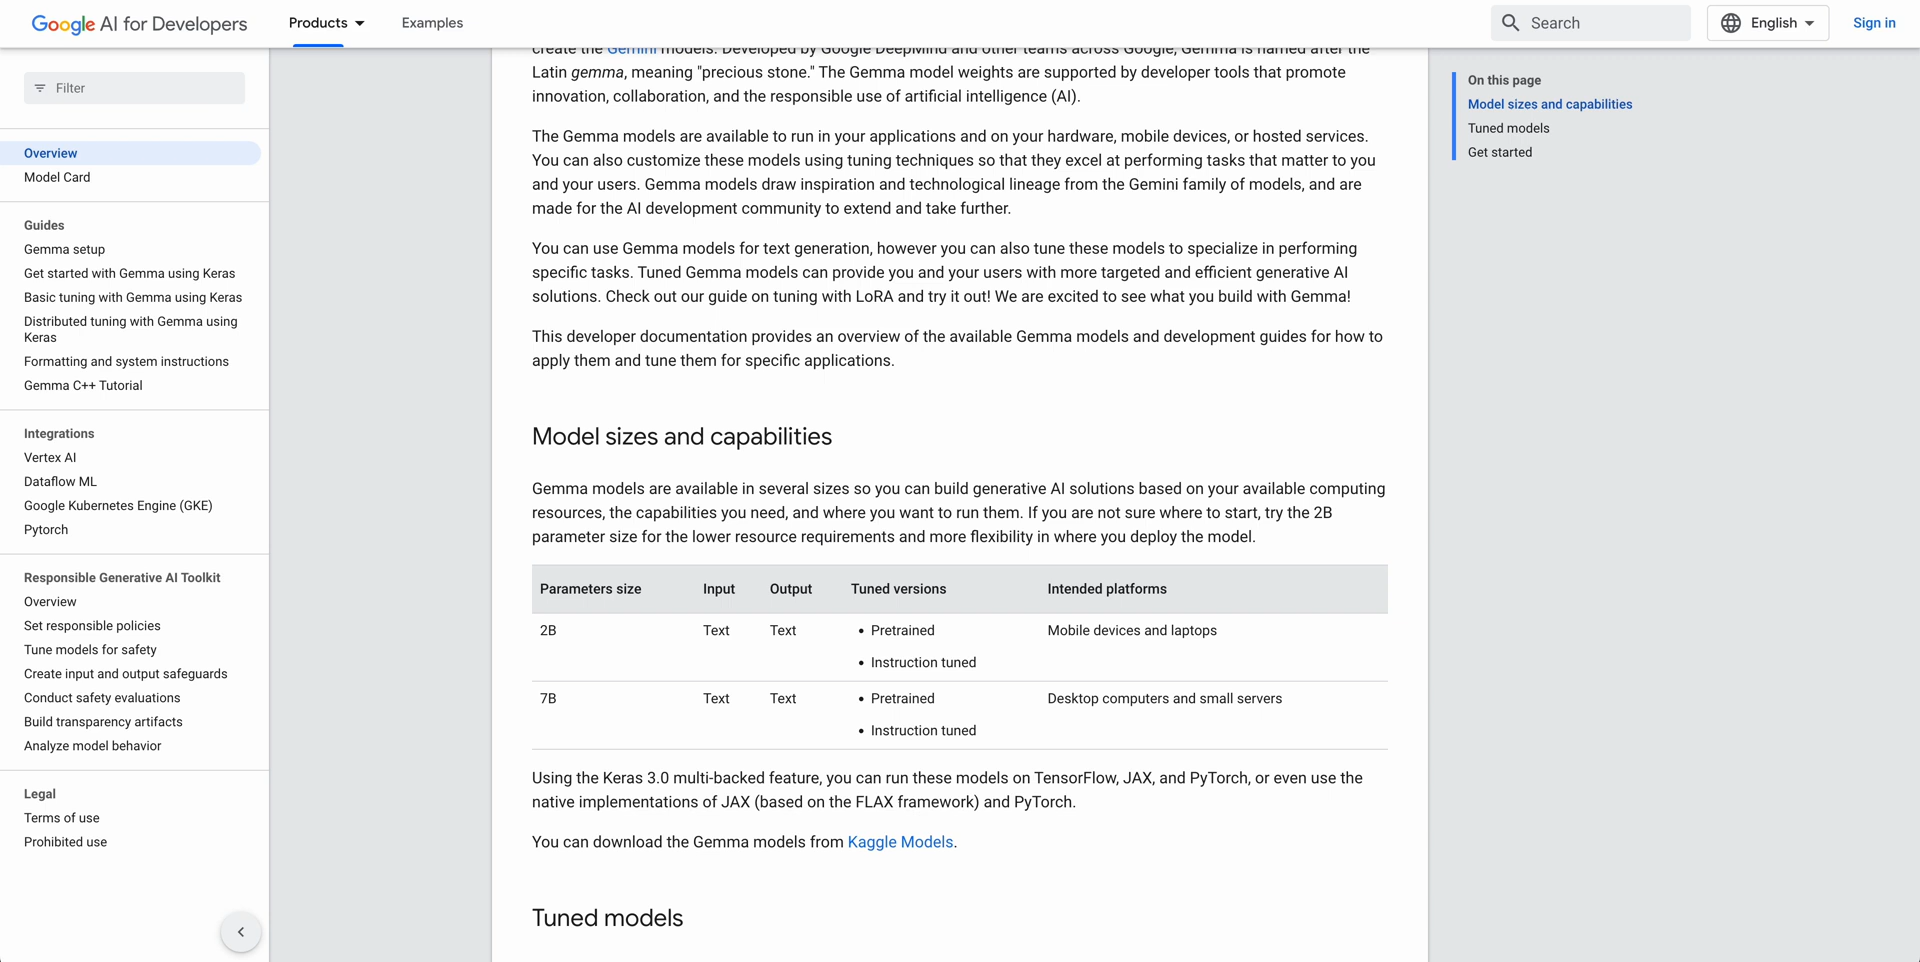 Google AI for Developers
Products
Examples
Search
English
Sign in
Filter
Overview
Model Card
Guides
Gemma setup
Get started with Gemma using Keras
Basic tuning with Gemma using Keras
Distributed tuning with Gemma using
Keras
Formatting and system instructions
Gemma C++ Tutorial
Integrations
Vertex AI
Dataflow ML
Google Kubernetes Engine (GKE)
Pytorch
Responsible Generative AI Toolkit
Overview
Set responsible policies
Tune models for safety
Create input and output safeguards
Conduct safety evaluations
Build transparency artifacts
Analyze model behavior
Legal
Terms of use
Prohibited use
create the Gemini models. Developed by Google DeepMind and other teams across Google, Gemma is named after the
Latin gemma, meaning "precious stone." The Gemma model weights are supported by developer tools that promote
innovation, collaboration, and the responsible use of artificial intelligence (AI).
The Gemma models are available to run in your applications and on your hardware, mobile devices, or hosted services.
You can also customize these models using tuning techniques so that they excel at performing tasks that matter to you
and your users. Gemma models draw inspiration and technological lineage from the Gemini family of models, and are
made for the AI development community to extend and take further.
You can use Gemma models for text generation, however you can also tune these models to specialize in performing
specific tasks. Tuned Gemma models can provide you and your users with more targeted and efficient generative AI
solutions. Check out our guide on tuning with LoRA and try it out! We are excited to see what you build with Gemma!
This developer documentation provides an overview of the available Gemma models and development guides for how to
apply them and tune them for specific applications.
Model sizes and capabilities
Gemma models are available in several sizes so you can build generative AI solutions based on your available computing
resources, the capabilities you need, and where you want to run them. If you are not sure where to start, try the 2B
parameter size for the lower resource requirements and more flexibility in where you deploy the model.
Parameters size Input Output Tuned versions Intended platforms
2B Text Text • Pretrained Mobile devices and laptops
• Instruction tuned
7B Text Text • Pretrained Desktop computers and small servers
• Instruction tuned
Using the Keras 3.0 multi-backed feature, you can run these models on TensorFlow, JAX, and PyTorch, or even use the
native implementations of JAX (based on the FLAX framework) and PyTorch.
You can download the Gemma models from Kaggle Models.
Tuned models
On this page
Model sizes and capabilities
Tuned models
Get started